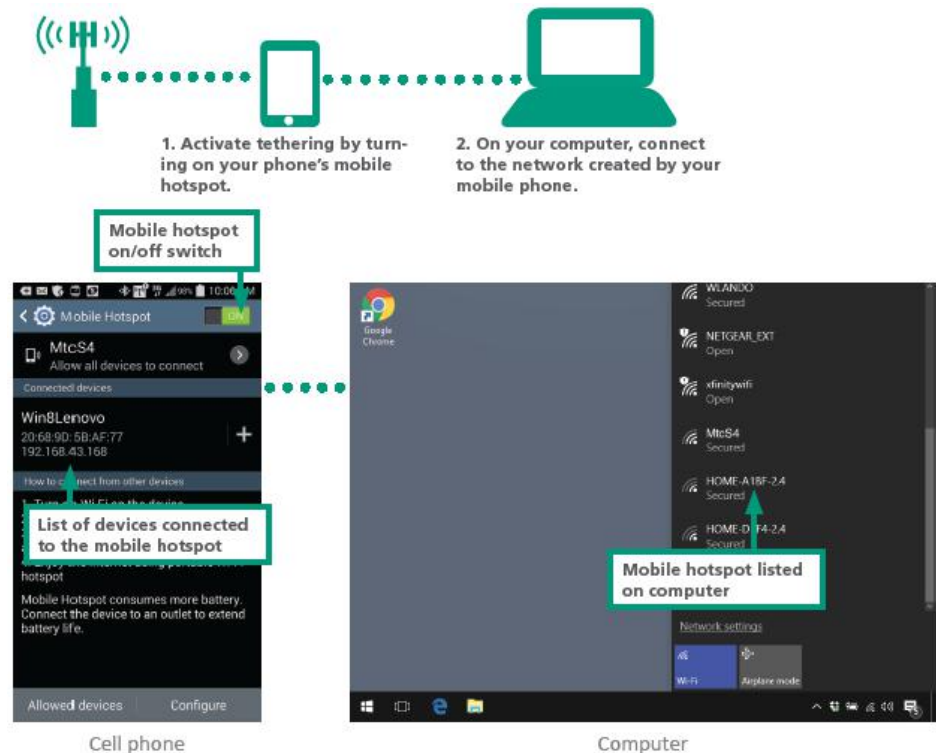 1. Activate tethering by turn-
ing on your phone's mobile
hotspot.
2. On your computer, connect
to the network created by your
mobile phone.
Mobile hotspot
on/off switch
10:06 M
Mobile Hotspot
ON
MtcS4
Allow all devices to connect
Connected devices
Win8Lenovo
20:68:9D:5B:AF:77
192.168.43.168
How to connect from other devices
List of devices connected
to the mobile hotspot
hotspot
Mobile Hotspot consumes more battery.
Connect the device to an outlet to extend
battery life.
Allowed devices
Configure
Cell phone
Google
Chrome
WLANDO
Secured
NETGEAR_EXT
Open
xfinitywifi
Open
MtcS4
Secured
HOME-A1BF-2.4
Secured
Secured
Mobile hotspot listed
on computer
Network settings
Wi-Fi
Airplane mode
Computer